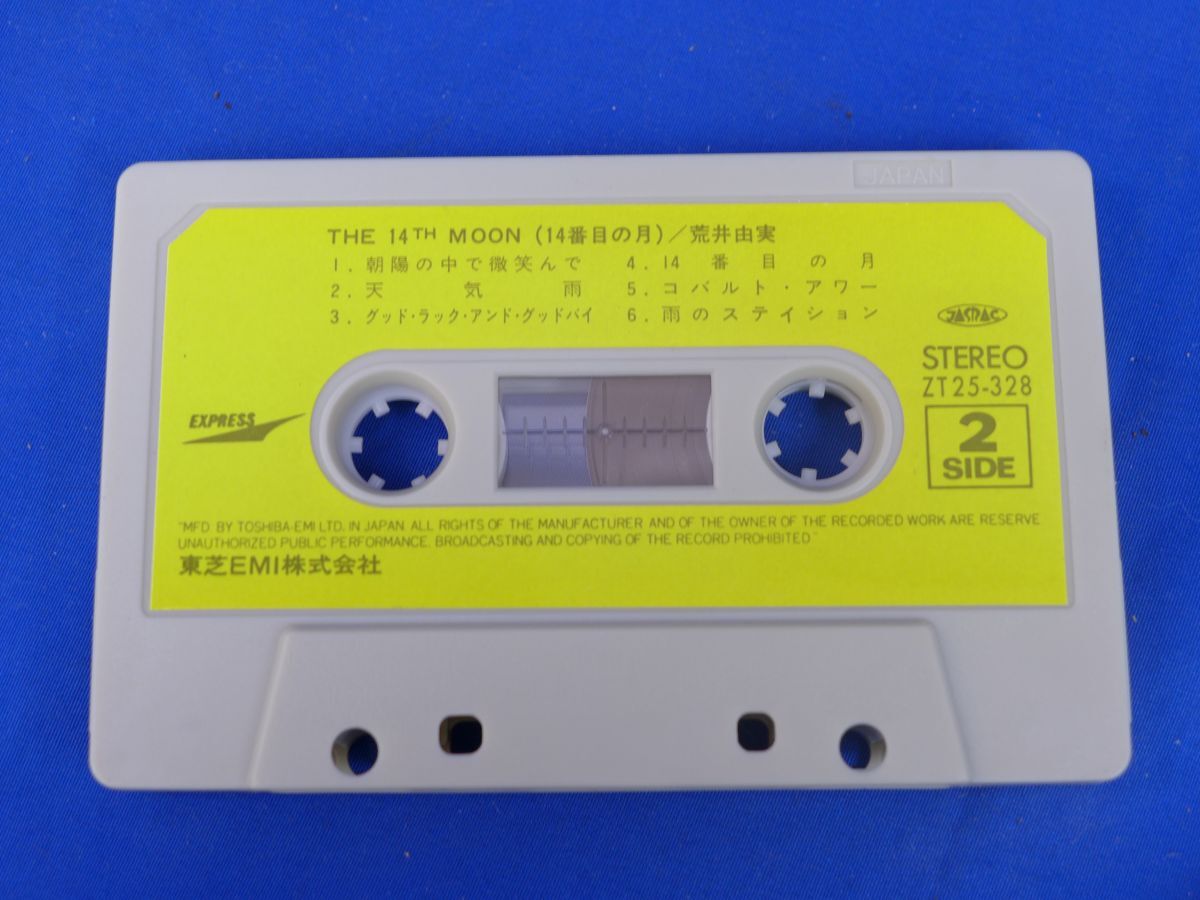 JAPAN
THE 14TH MOON (14番目の月)／荒井由実
1. 朝陽の中で微笑んで
2. 天気雨
3. グッド・ラック・アンド・グッドバイ
4. 14番目の月
5. コバルト・アワー
6. 雨のステイション
JASRAC
STEREO
ZT25-328
EXPRESS
2
SIDE
"MFD. BY TOSHIBA-EMI LTD. IN JAPAN. ALL RIGHTS OF THE MANUFACTURER AND OF THE OWNER OF THE RECORDED WORK ARE RESERVE
UNAUTHORIZED PUBLIC PERFORMANCE, BROADCASTING AND COPYING OF THE RECORD PROHIBITED"
東芝EMI株式会社